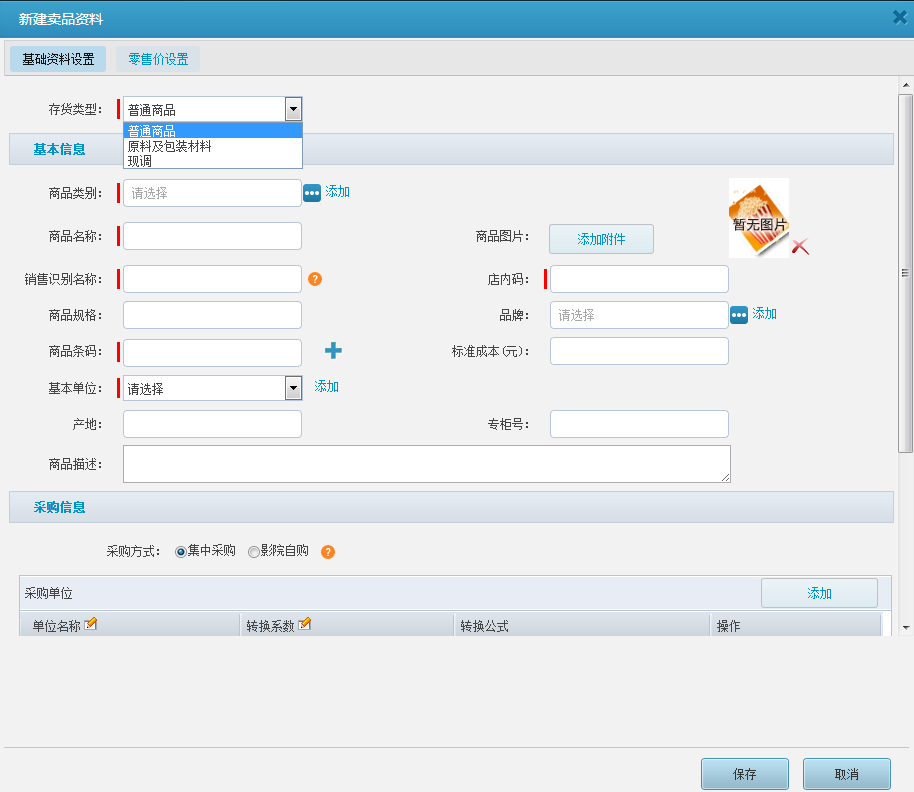 新建卖品资料
基础资料设置 零售价设置
存货类型： 普通商品
普通商品
原料及包装材料
现调
基本信息
商品类别： 请选择 添加
暂无图片
商品名称： 商品图片： 添加附件
销售识别名称： 店内码：
商品规格： 品牌： 请选择 添加
商品条码： 标准成本(元)：
基本单位： 请选择 添加
产地： 专柜号：
商品描述：
采购信息
采购方式： 集中采购 影院自购
采购单位 添加
单位名称 转换系数 转换公式 操作
保存 取消